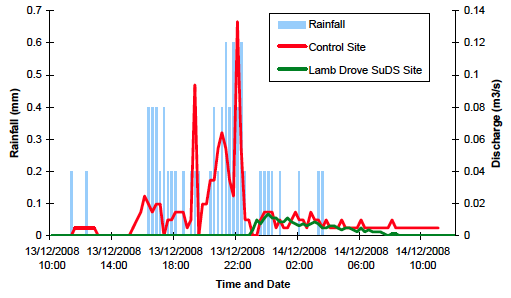 0.7
0.6
0.5
0.4
0.3
0.2
0.1
0
Rainfall (mm)
Rainfall
Control Site
Lamb Drove SuDS Site
0.14
0.12
0.1
0.08
0.06
0.04
0.02
0
Discharge (m3/s)
13/12/2008 13/12/2008 13/12/2008 13/12/2008 14/12/2008 14/12/2008 14/12/2008
10:00 14:00 18:00 22:00 02:00 06:00 10:00
Time and Date